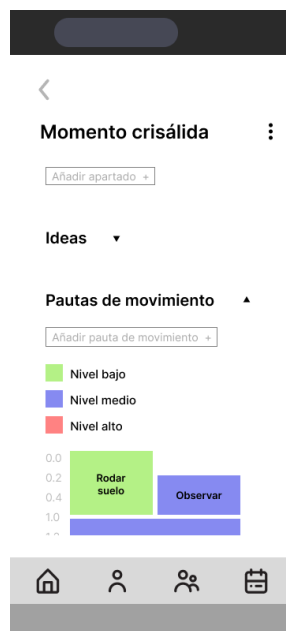 Momento crisálida
Añadir apartado +
Ideas
Pautas de movimiento
Añadir pauta de movimiento +
Nivel bajo
Nivel medio
Nivel alto
0.0
0.2
0.4
1.0
Rodar
suelo
Observar